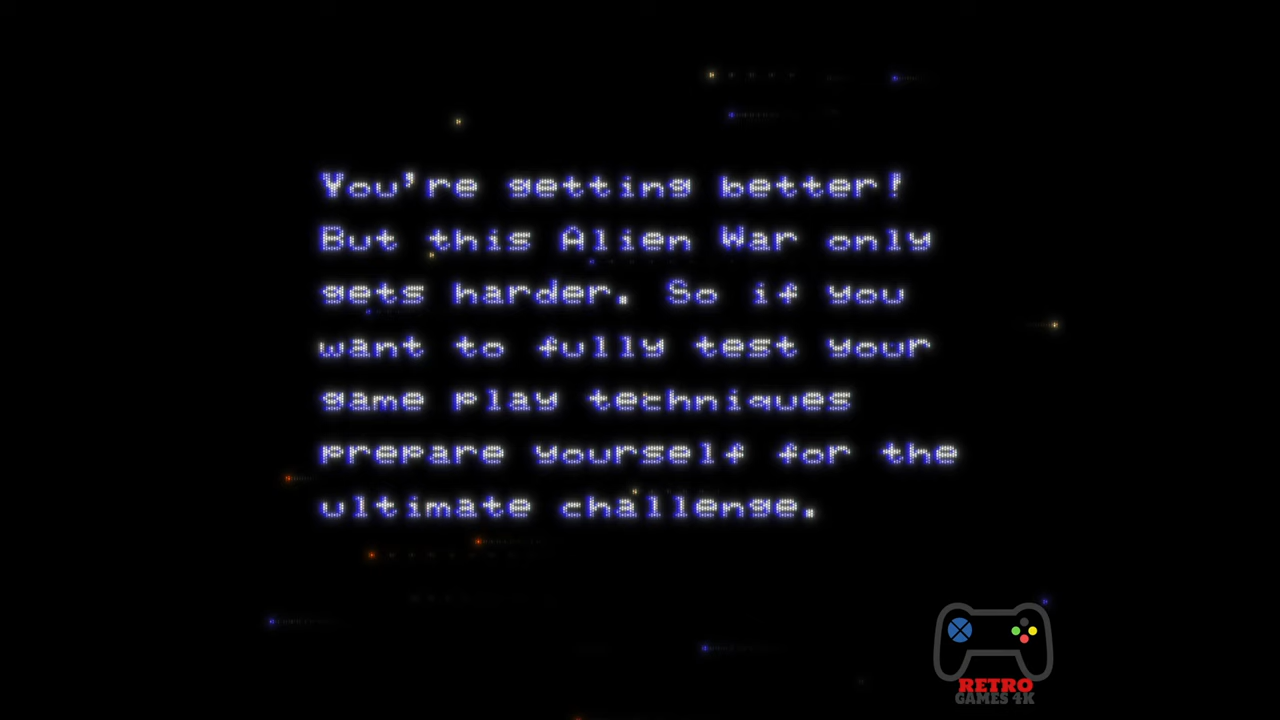 You're getting better!
But this Alien War only
gets harder. So if you
want to fully test your
game play techniques
prepare yourself for the
ultimate challenge.
RETRO
GAMES 4K